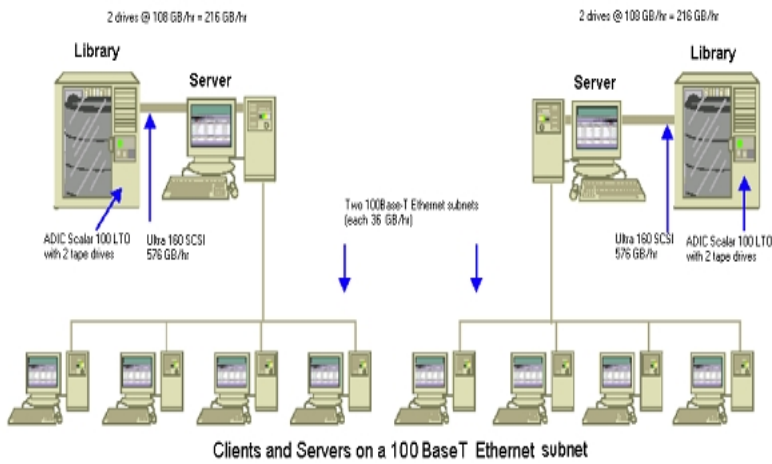 2 drives @ 108 GB/hr = 216 GB/hr
2 drives @ 108 GB/hr = 216 GB/hr
Library
Server
Server
Library
Two 100Base-T Ethernet subnets
(each 36 GB/hr)
ADIC Scalar 100 LTO
with 2 tape drives
Ultra 160 SCSI
576 GB/hr
Ultra 160 SCSI
576 GB/hr
ADIC Scalar 100 LTO
with 2 tape drives
Clients and Servers on a 100 BaseT Ethernet subnet